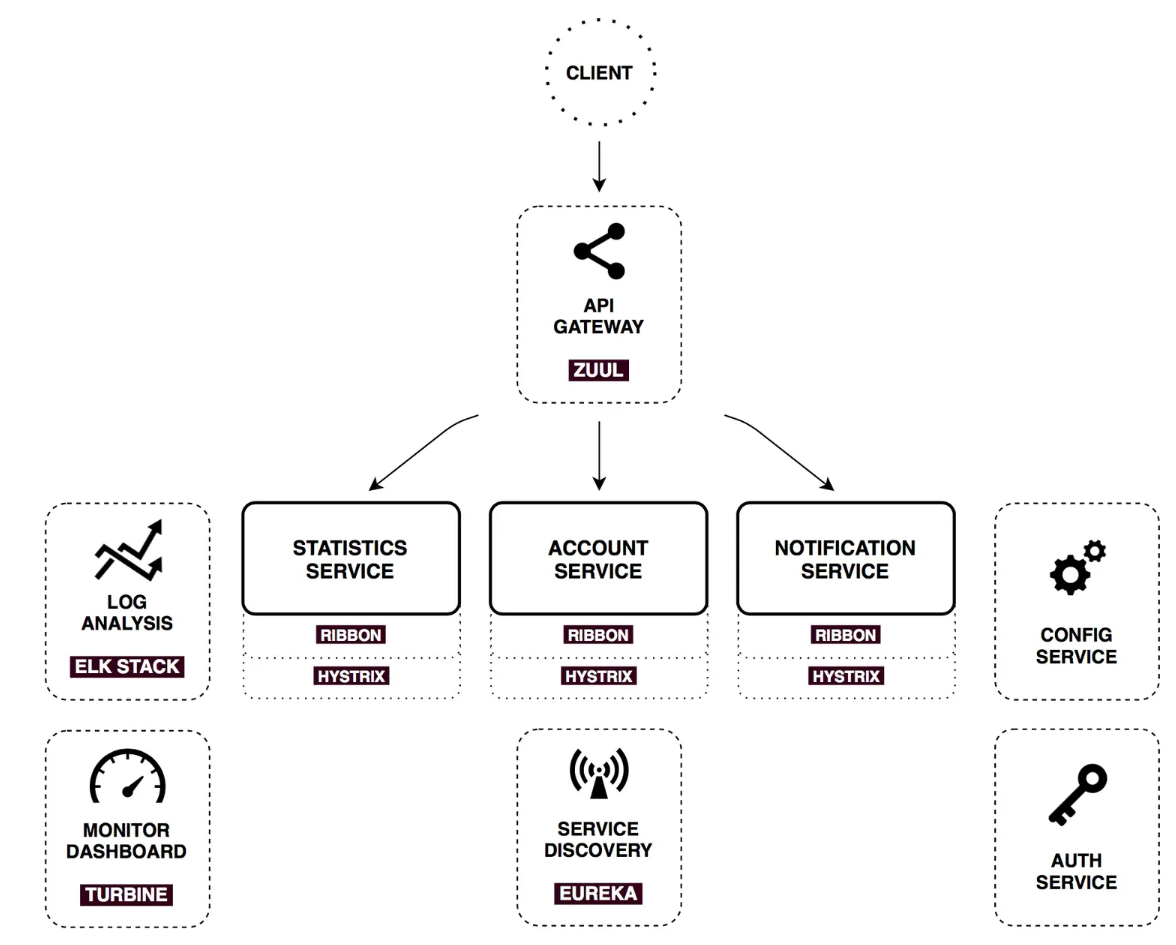 CLIENT
API
GATEWAY
ZUUL
LOG
ANALYSIS
ELK STACK
STATISTICS
SERVICE
RIBBON
HYSTRIX
ACCOUNT
SERVICE
RIBBON
HYSTRIX
NOTIFICATION
SERVICE
RIBBON
HYSTRIX
CONFIG
SERVICE
MONITOR
DASHBOARD
TURBINE
SERVICE
DISCOVERY
EUREKA
AUTH
SERVICE